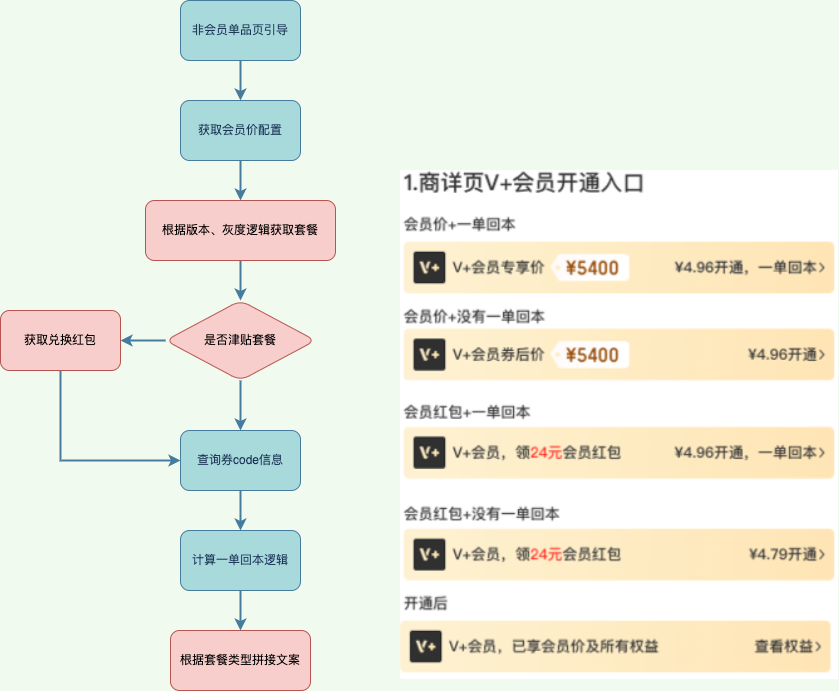 非会员单品页引导
获取会员价配置
根据版本、灰度逻辑获取套餐
是否津贴套餐
获取兑换红包
查询券code信息
计算一单回本逻辑
根据套餐类型拼接文案
1.商详页V+会员开通入口
会员价+一单回本
V+ V+会员专享价 ¥5400 ¥4.96开通，一单回本>
会员价+没有一单回本
V+ V+会员券后价 ¥5400 ¥4.96开通>
会员红包+一单回本
V+ V+会员，领24元会员红包 ¥4.96开通，一单回本>
会员红包+没有一单回本
V+ V+会员，领24元会员红包 ¥4.79开通>
开通后
V+ V+会员，已享会员价及所有权益 查看权益>